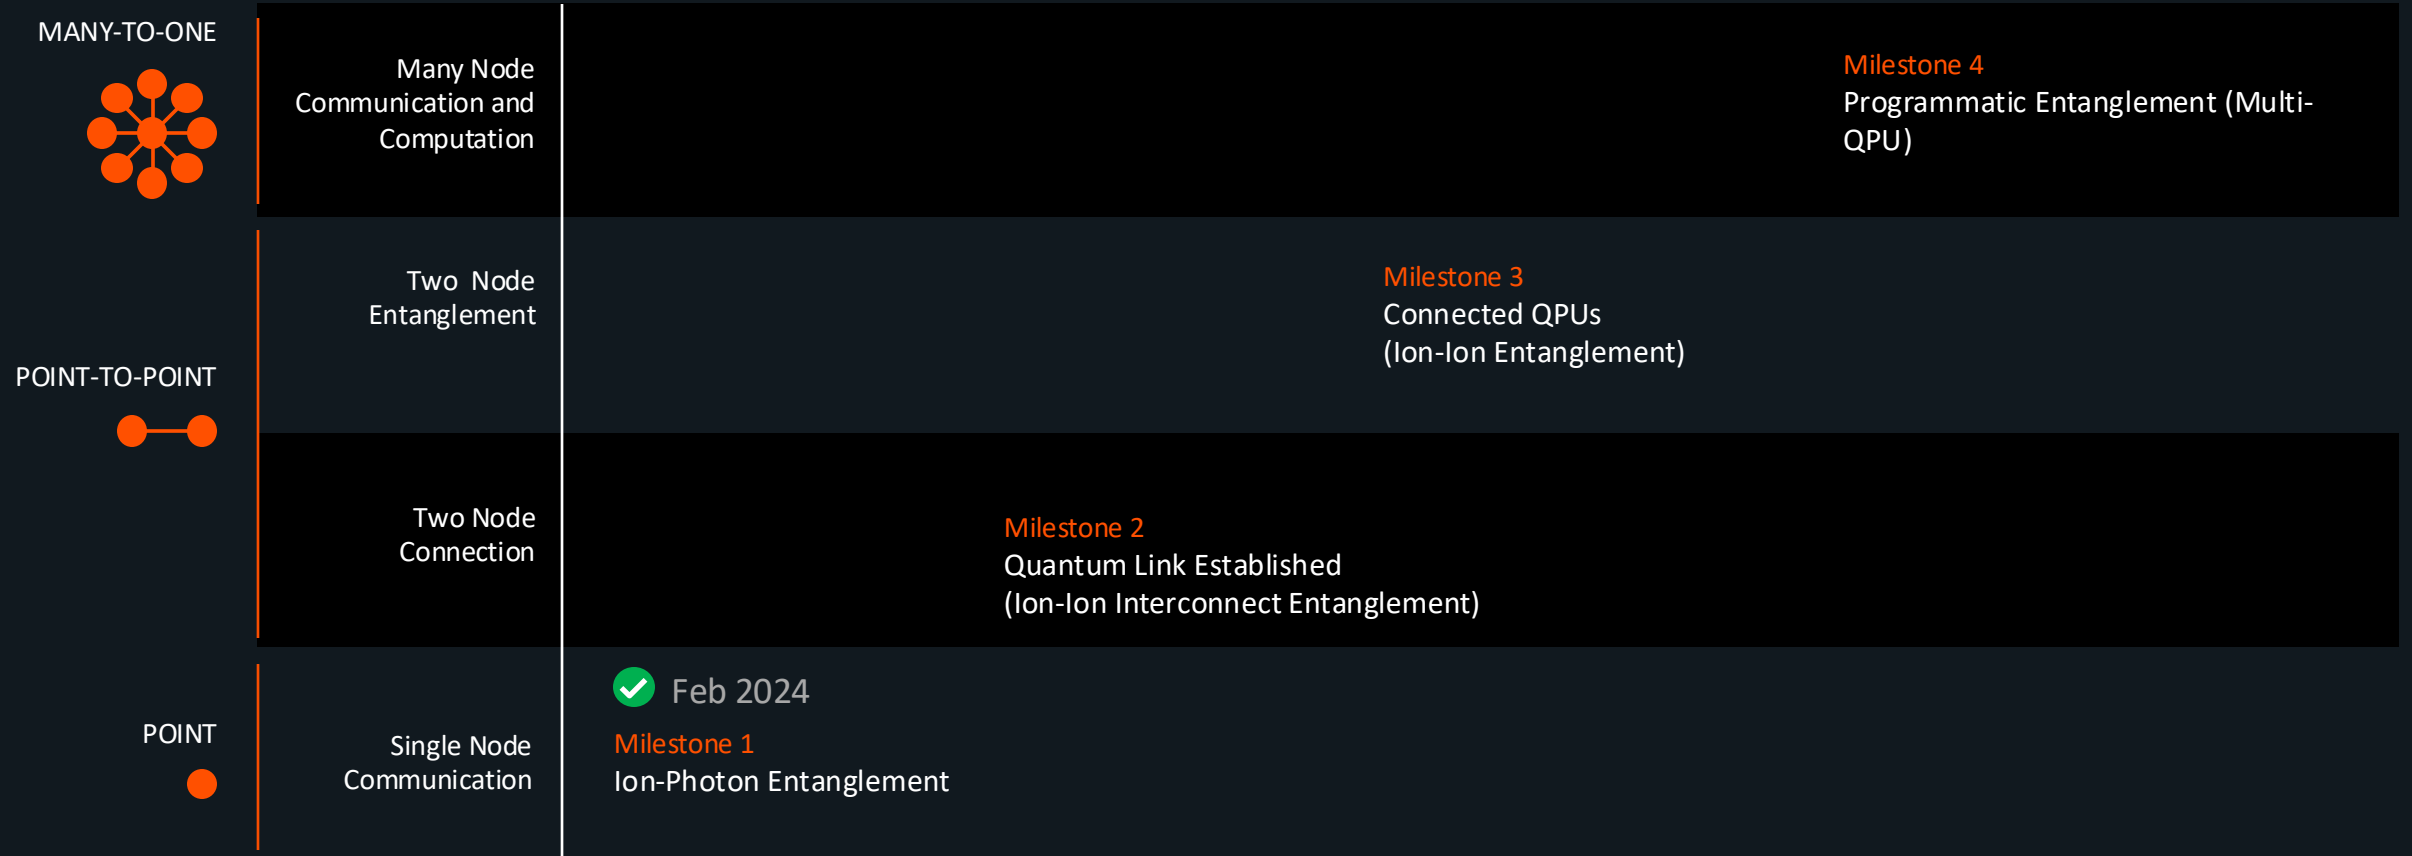 MANY-TO-ONE
Many Node
Communication and
Computation
Milestone 4
Programmatic Entanglement (Multi-
QPU)
POINT-TO-POINT
Two Node
Entanglement
Milestone 3
Connected QPUs
(Ion-Ion Entanglement)
Two Node
Connection
Milestone 2
Quantum Link Established
(Ion-Ion Interconnect Entanglement)
POINT
Single Node
Communication
Feb 2024
Milestone 1
Ion-Photon Entanglement